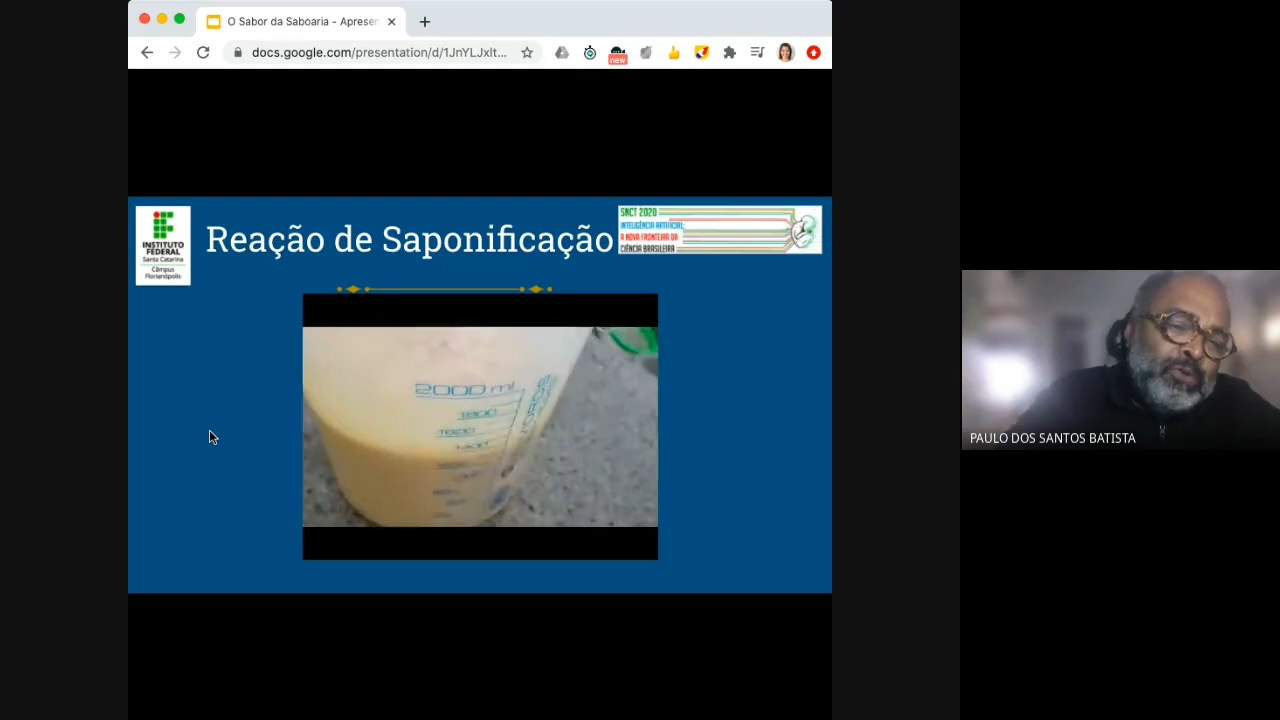 O Sabor da Saboaria - Apresen
docs.google.com/presentation/d/1JnYLJxIt...
new
INSTITUTO
FEDERAL
Santa Catarina
Câmpus
Florianópolis
Reação de Saponificação
SNCT 2020
INTELIGÊNCIA ARTIFICIAL:
A NOVA FRONTEIRA DA
CIÊNCIA BRASILEIRA
2000 ml
1800
1600
1400
PAULO DOS SANTOS BATISTA